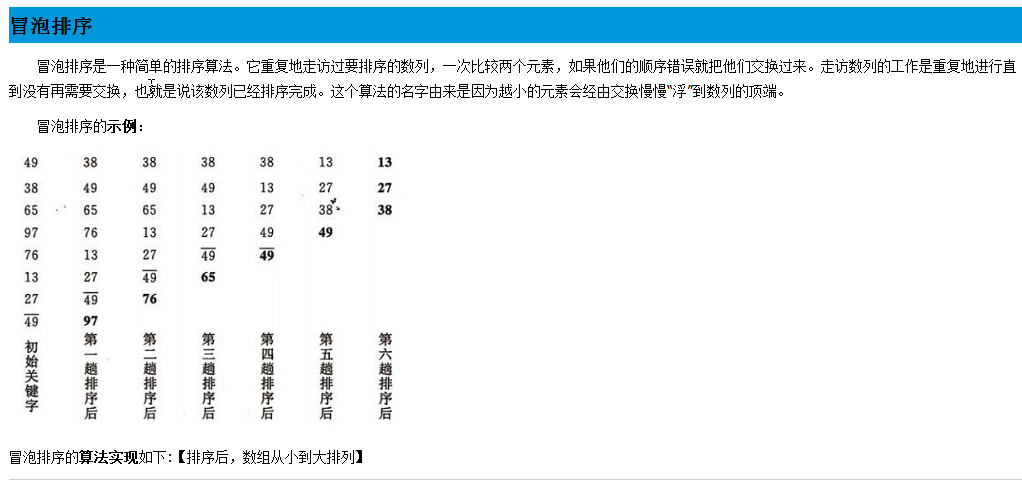 冒泡排序
冒泡排序是一种简单的排序算法。它重复地走访过要排序的数列，一次比较两个元素，如果他们的顺序错误就把他们交换过来。走访数列的工作是重复地进行直
到没有再需要交换，也就是说该数列已经排序完成。这个算法的名字由来是因为越小的元素会经由交换慢慢“浮”到数列的顶端。
冒泡排序的示例：
49 38 38 38 38 13 13
38 49 49 49 13 27 27
65 65 65 13 27 38 38
97 76 13 27 49 49
76 13 27 4̅9̅ 4̅9̅
13 27 4̅9̅ 65
27 4̅9̅ 76
4̅9̅ 97
初始关键字 第一趟排序后 第二趟排序后 第三趟排序后 第四趟排序后 第五趟排序后 第六趟排序后
冒泡排序的算法实现如下:【排序后，数组从小到大排列】